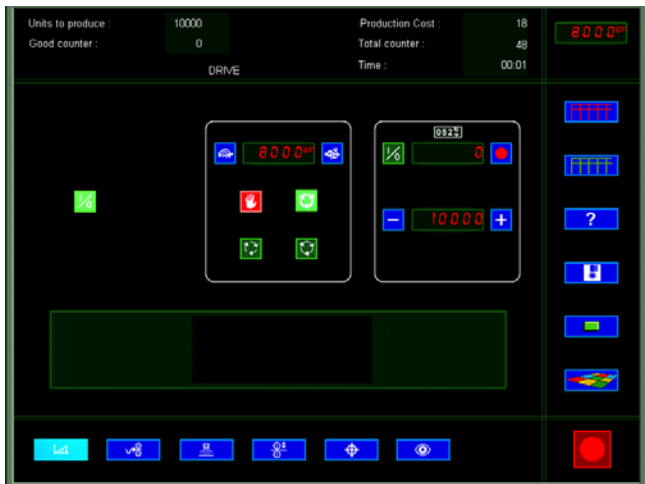 Units to produce : 10000 Production Cost : 18
8000
Good counter : 0 Total counter : 48
DRIVE Time : 00:01
8000 0
− 10000 +
?